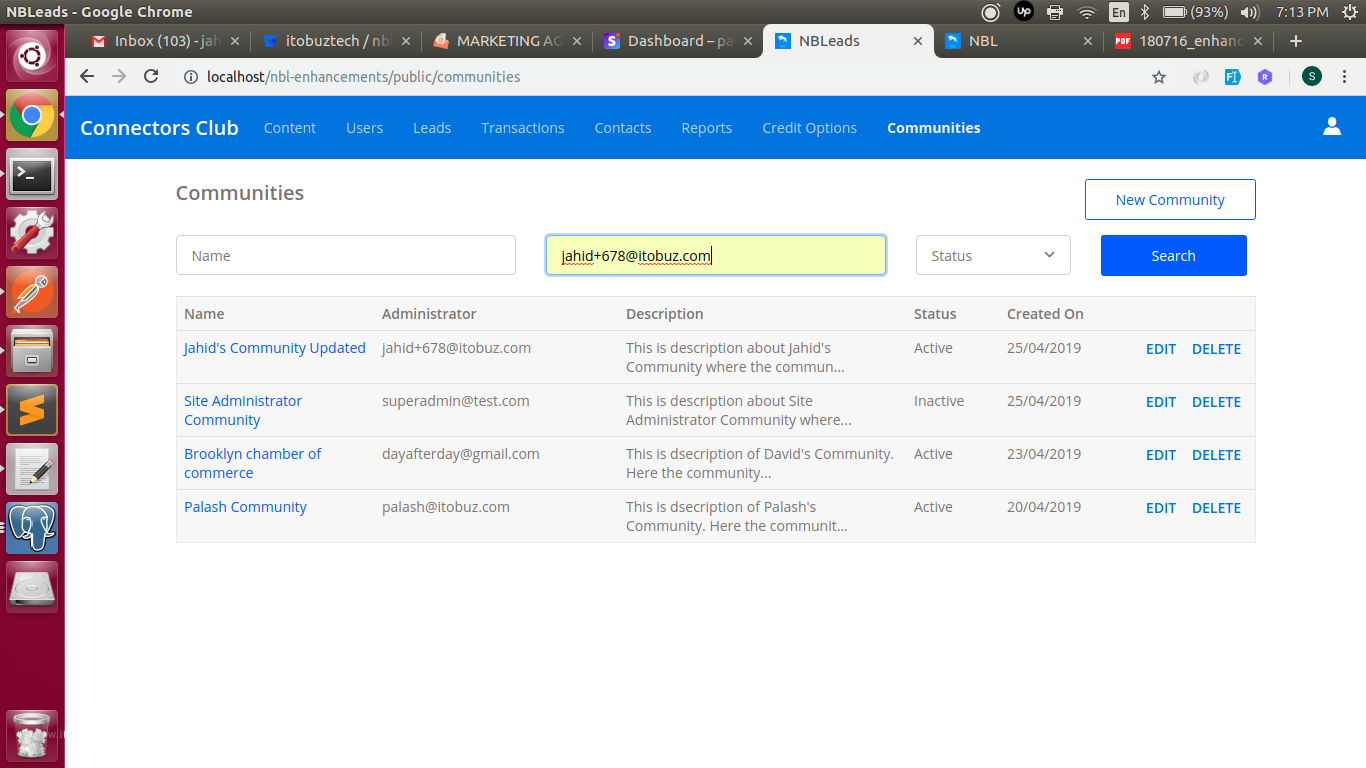 NBLeads - Google Chrome
Up
En
(93%)
7:13 PM
Inbox (103) - jah
itobuztech / nbl
MARKETING AG
Dashboard – pa
NBLeads
NBL
180716_enhanc
localhost/nbl-enhancements/public/communities
S
Connectors Club
Content
Users
Leads
Transactions
Contacts
Reports
Credit Options
Communities
Communities
New Community
Name
jahid+678@itobuz.com
Status
Search
Name Administrator Description Status Created On
Jahid's Community Updated jahid+678@itobuz.com This is description about Jahid's Active 25/04/2019 EDIT DELETE
Community where the commun...
Site Administrator superadmin@test.com This is description about Site Inactive 25/04/2019 EDIT DELETE
Community Administrator Community where...
Brooklyn chamber of dayafterday@gmail.com This is dscription of David's Community. Active 23/04/2019 EDIT DELETE
commerce Here the community...
Palash Community palash@itobuz.com This is dscription of Palash's Active 20/04/2019 EDIT DELETE
Community. Here the communit...